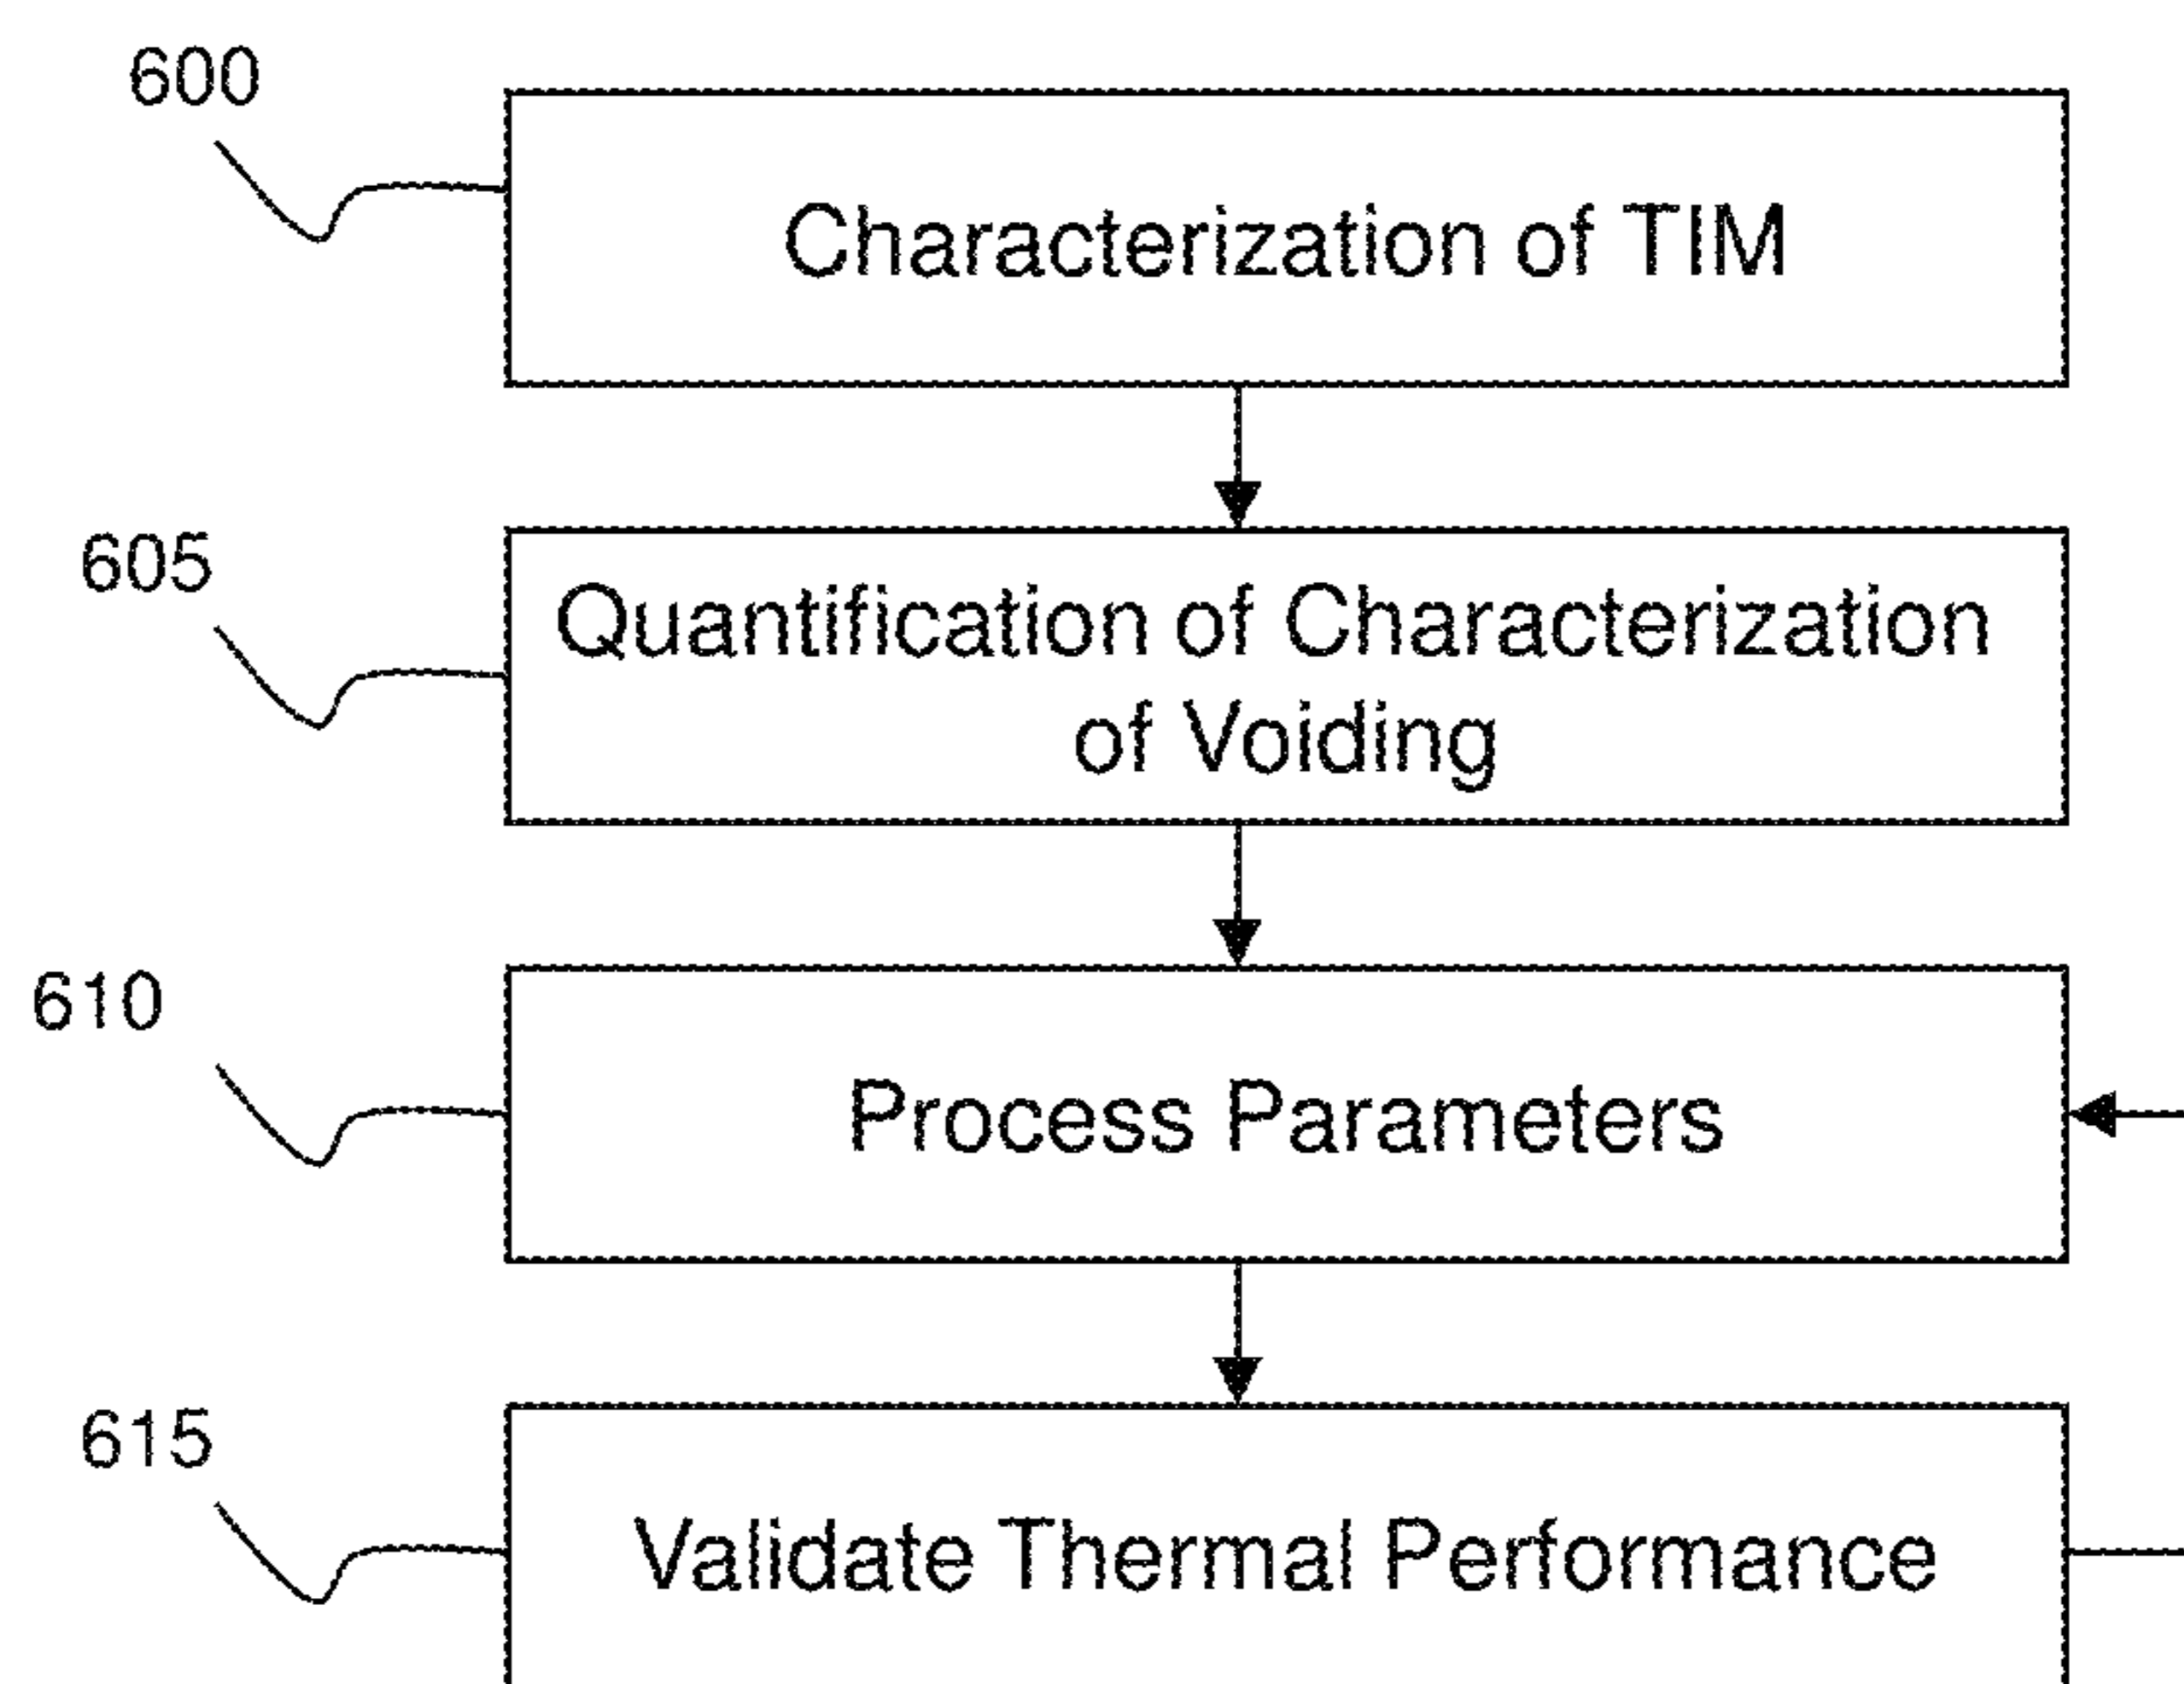 600
Characterization of TIM
605
Quantification of Characterization
of Voiding
610
Process Parameters
615
Validate Thermal Performance